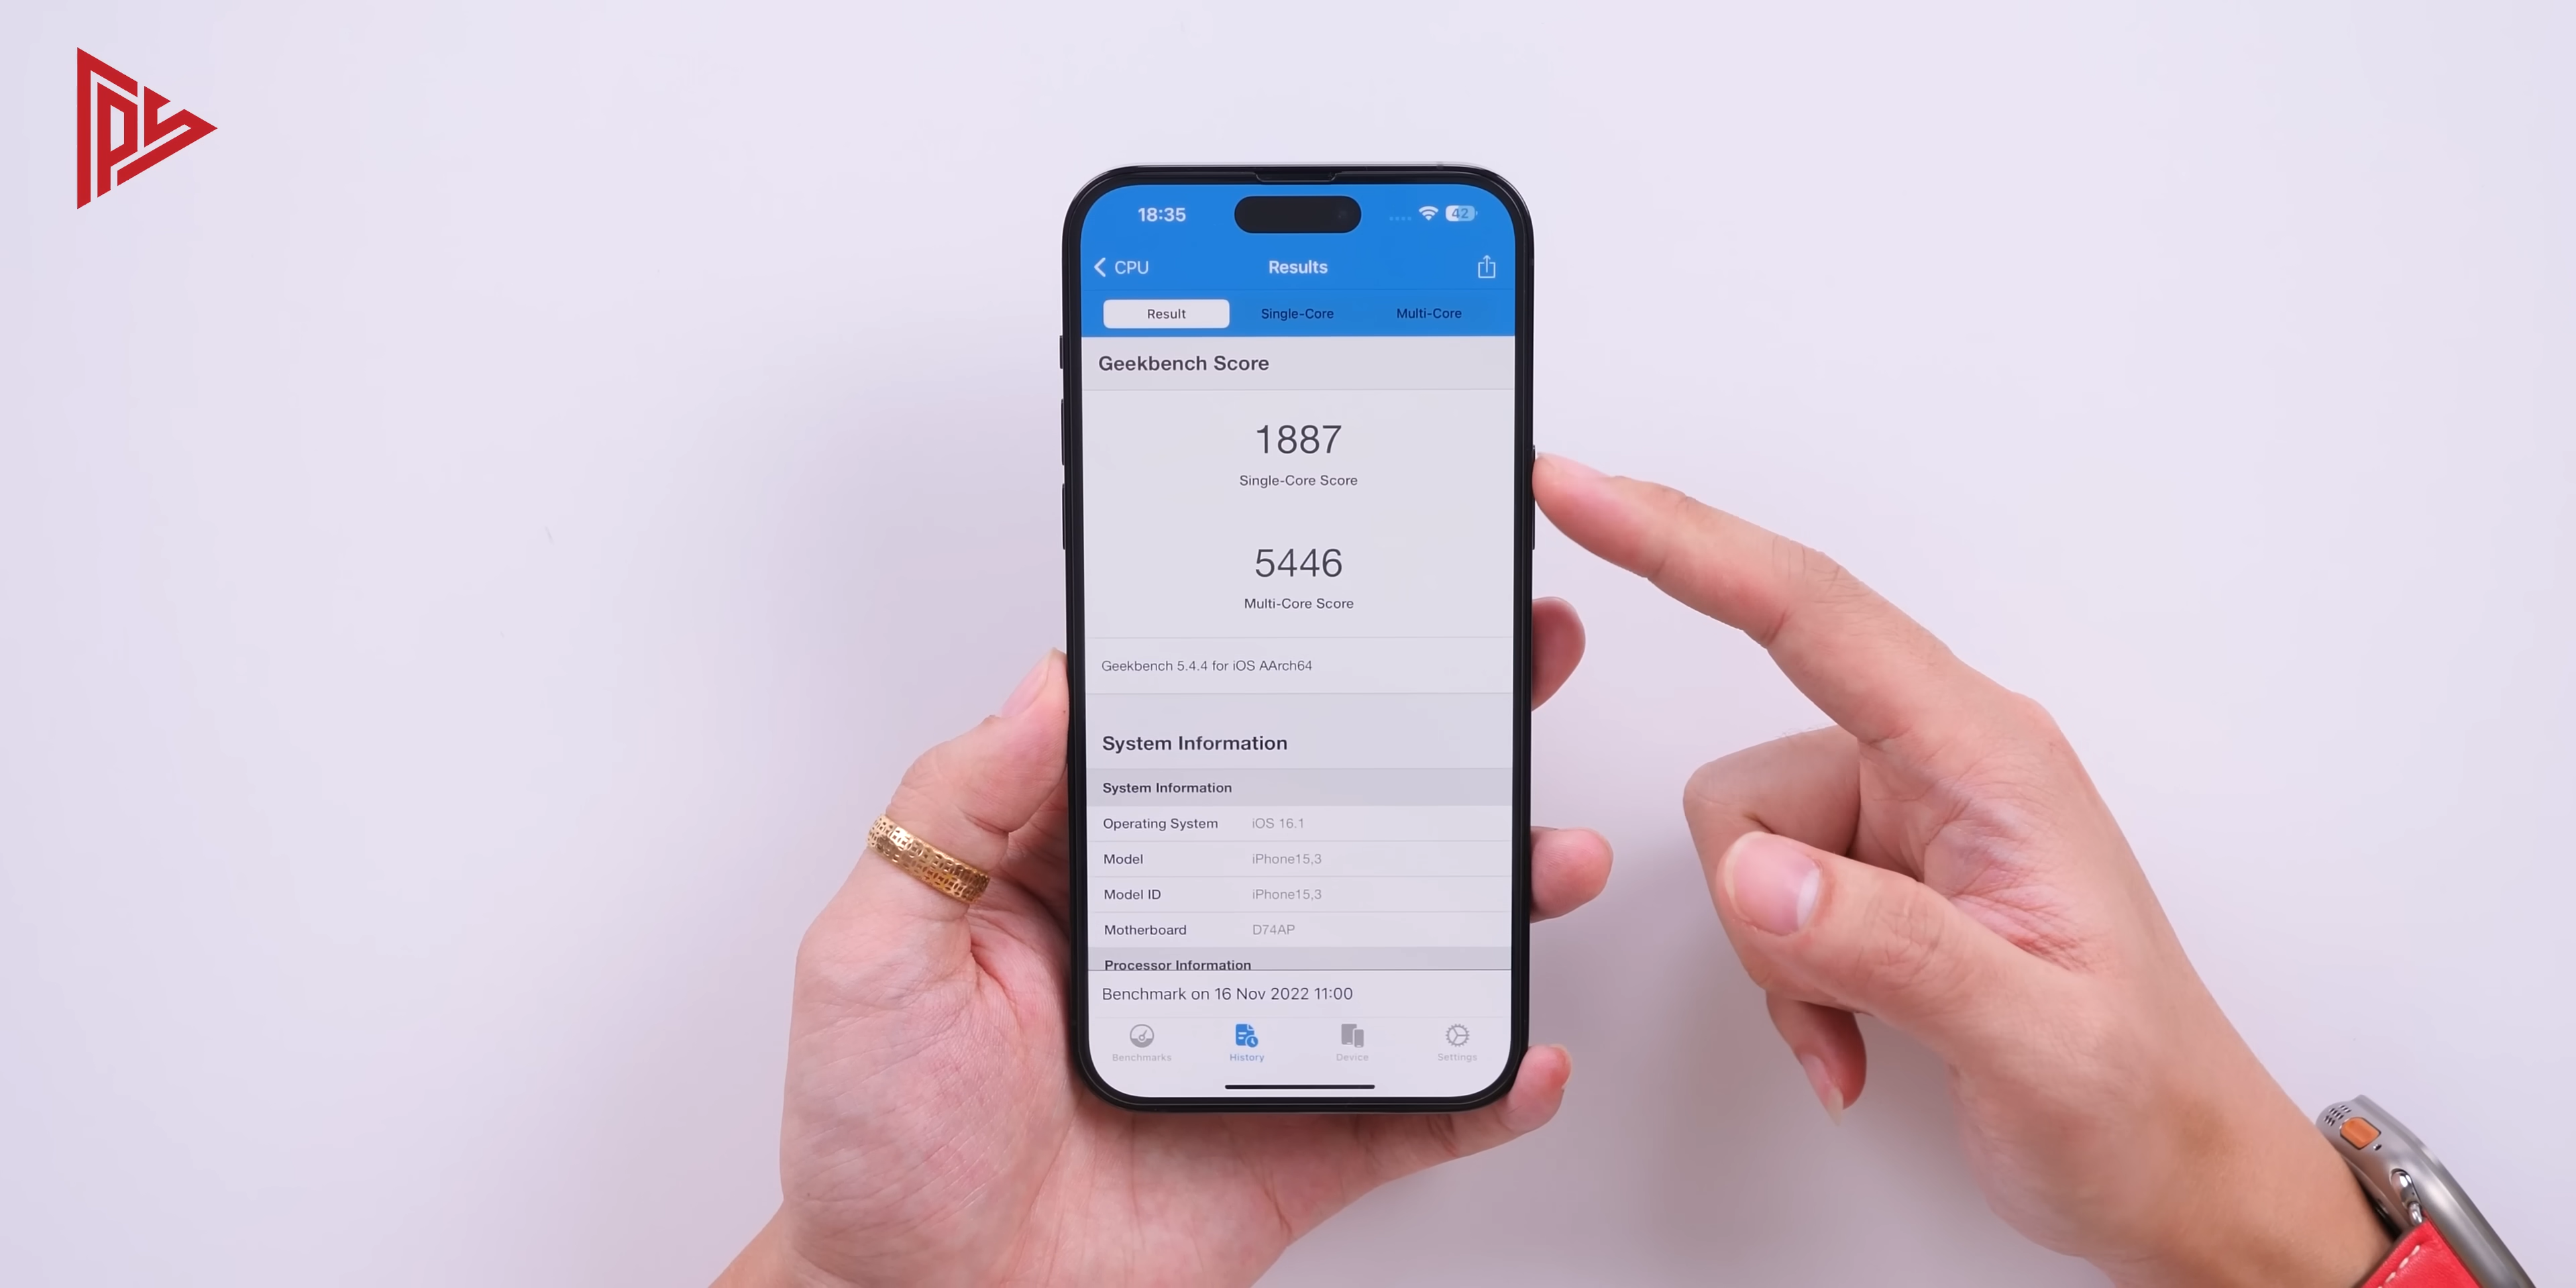 18:35
42
CPU
Results
Result
Single-Core
Multi-Core
Geekbench Score
1887
Single-Core Score
5446
Multi-Core Score
Geekbench 5.4.4 for iOS AArch64
System Information
System Information
Operating System iOS 16.1
Model iPhone15,3
Model ID iPhone15,3
Motherboard D74AP
Processor Information
Benchmark on 16 Nov 2022 11:00
Benchmarks
History
Device
Settings